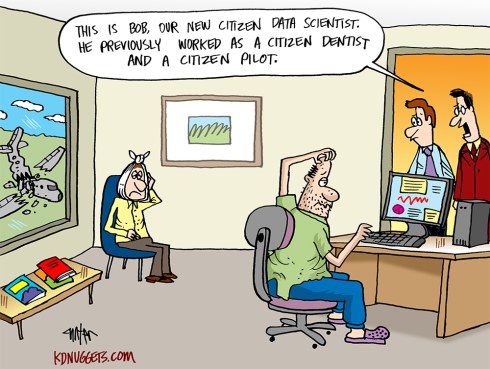 THIS IS BOB, OUR NEW CITIZEN DATA SCIENTIST.
HE PREVIOUSLY WORKED AS A CITIZEN DENTIST
AND A CITIZEN PILOT.
KDNUGGETS.COM